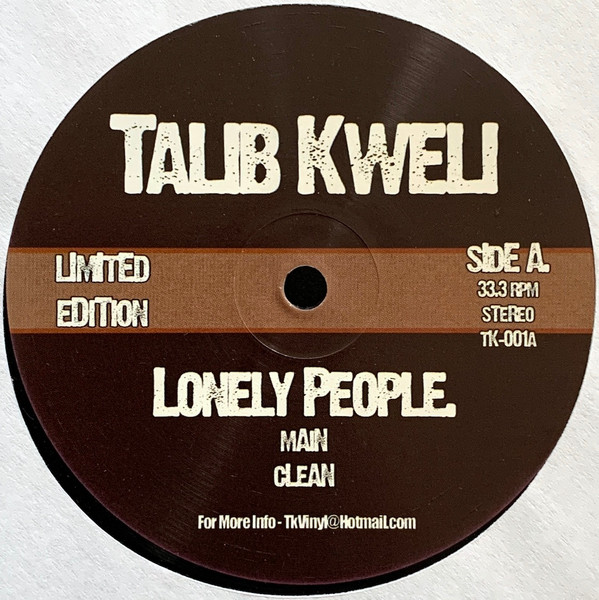 TALIB KWELI
LIMITED
EDITION
SIDE A.
33.3 RPM
STEREO
TK-001A
LONELY PEOPLE.
MAIN
CLEAN
For More Info - TkVinyl@Hotmail.com